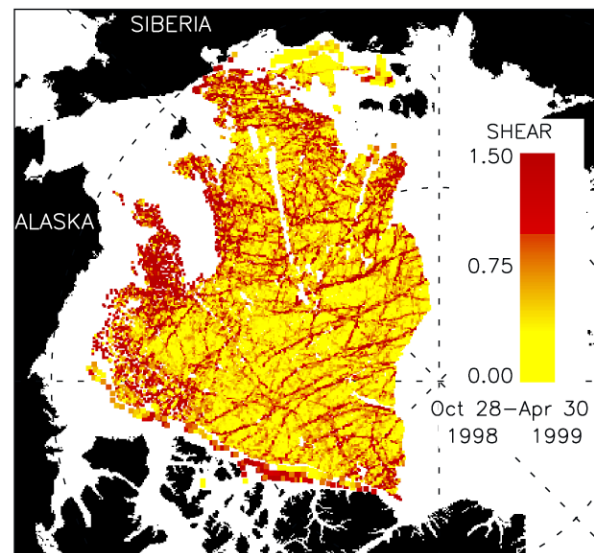 SIBERIA
ALASKA
SHEAR
1.50
0.75
0.00
Oct 28-Apr 30
1998 1999